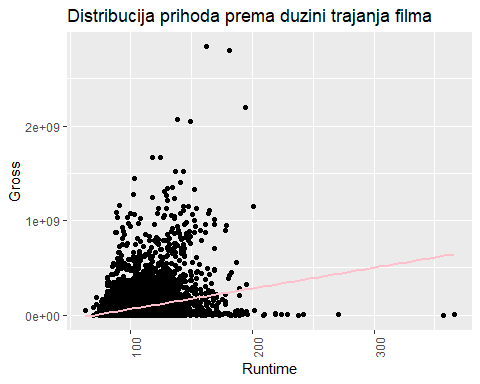 Distribucija prihoda prema duzini trajanja filma
Gross
2e+09
1e+09
0e+00
100
200
300
Runtime